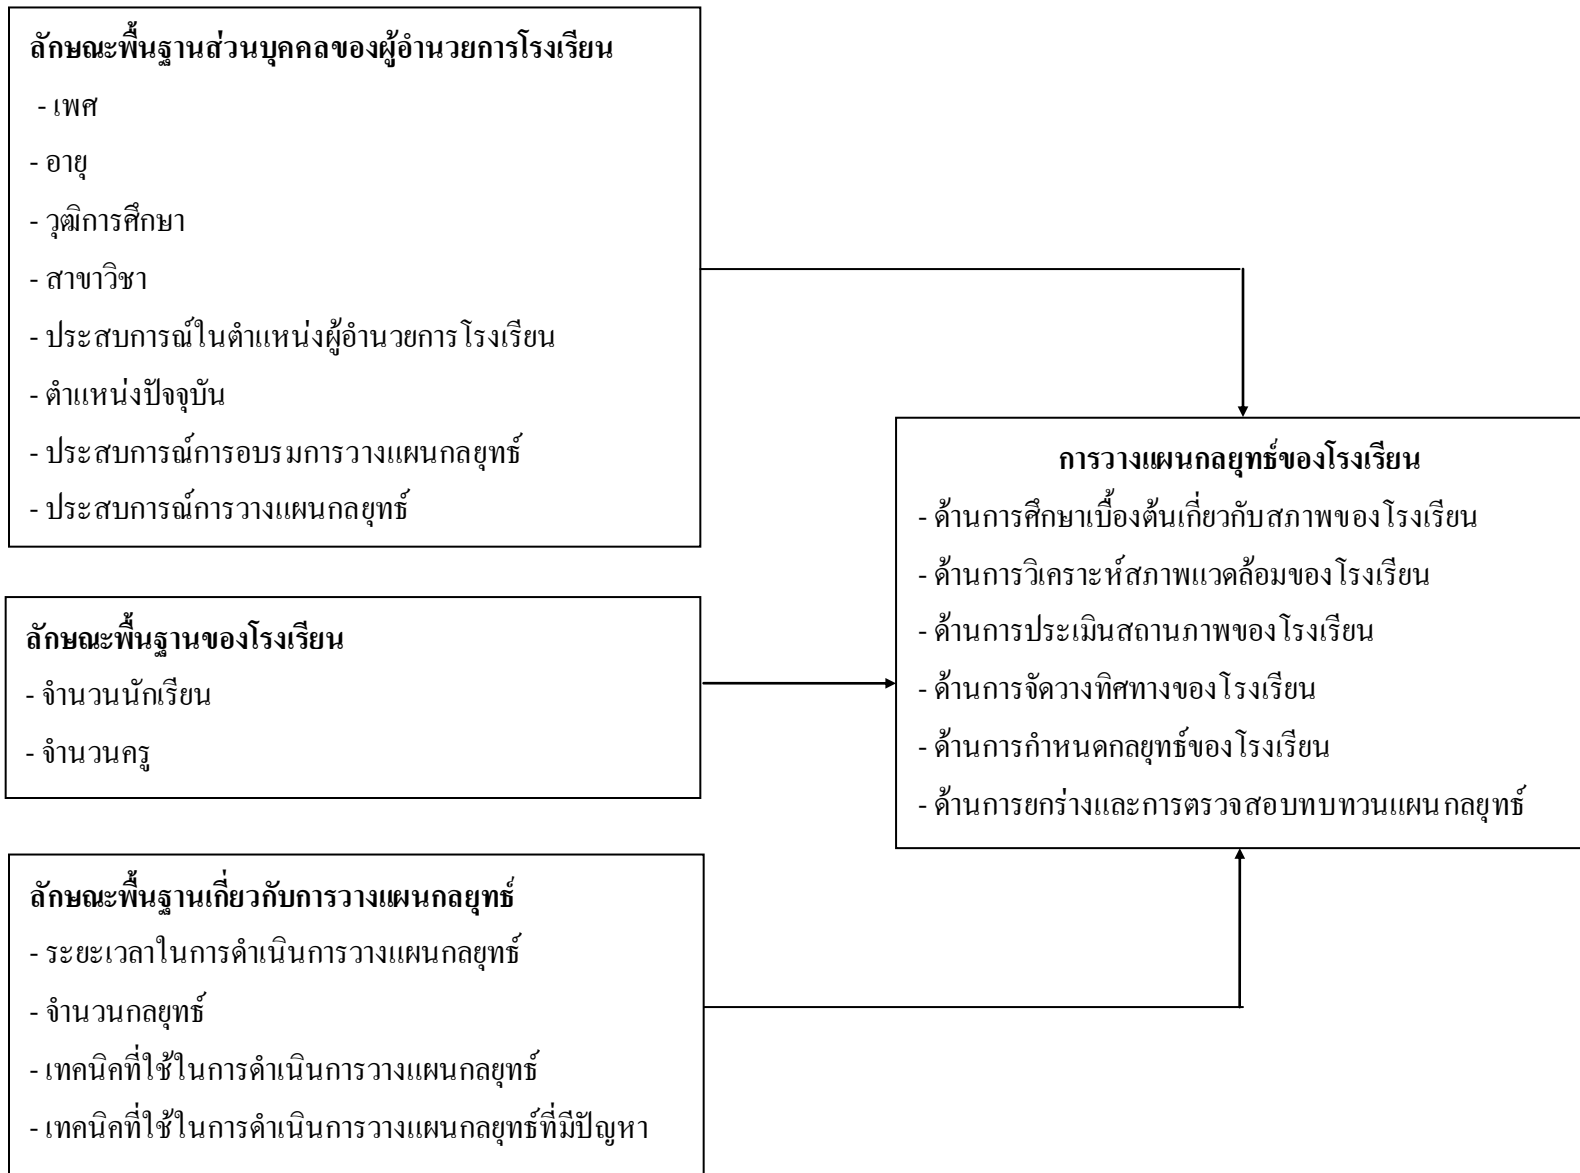 ลักษณะพื้นฐานส่วนบุคคลของผู้อำนวยการโรงเรียน
- เพศ
- อายุ
- วุฒิการศึกษา
- สาขาวิชา
- ประสบการณ์ในตำแหน่งผู้อำนวยการโรงเรียน
- ตำแหน่งปัจจุบัน
- ประสบการณ์การอบรมการวางแผนกลยุทธ์
- ประสบการณ์การวางแผนกลยุทธ์
ลักษณะพื้นฐานของโรงเรียน
- จำนวนนักเรียน
- จำนวนครู
ลักษณะพื้นฐานเกี่ยวกับการวางแผนกลยุทธ์
- ระยะเวลาในการดำเนินการวางแผนกลยุทธ์
- จำนวนกลยุทธ์
- เทคนิคที่ใช้ในการดำเนินการวางแผนกลยุทธ์
- เทคนิคที่ใช้ในการดำเนินการวางแผนกลยุทธ์ที่มีปัญหา
การวางแผนกลยุทธ์ของโรงเรียน
- ด้านการศึกษาเบื้องต้นเกี่ยวกับสภาพของโรงเรียน
- ด้านการวิเคราะห์สภาพแวดล้อมของโรงเรียน
- ด้านการประเมินสถานภาพของโรงเรียน
- ด้านการจัดวางทิศทางของโรงเรียน
- ด้านการกำหนดกลยุทธ์ของโรงเรียน
- ด้านการยกร่างและการตรวจสอบทบทวนแผนกลยุทธ์